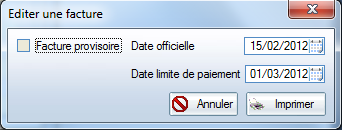 Editer une facture
Facture provisoire Date officielle 15/02/2012
Date limite de paiement 01/03/2012
Annuler Imprimer